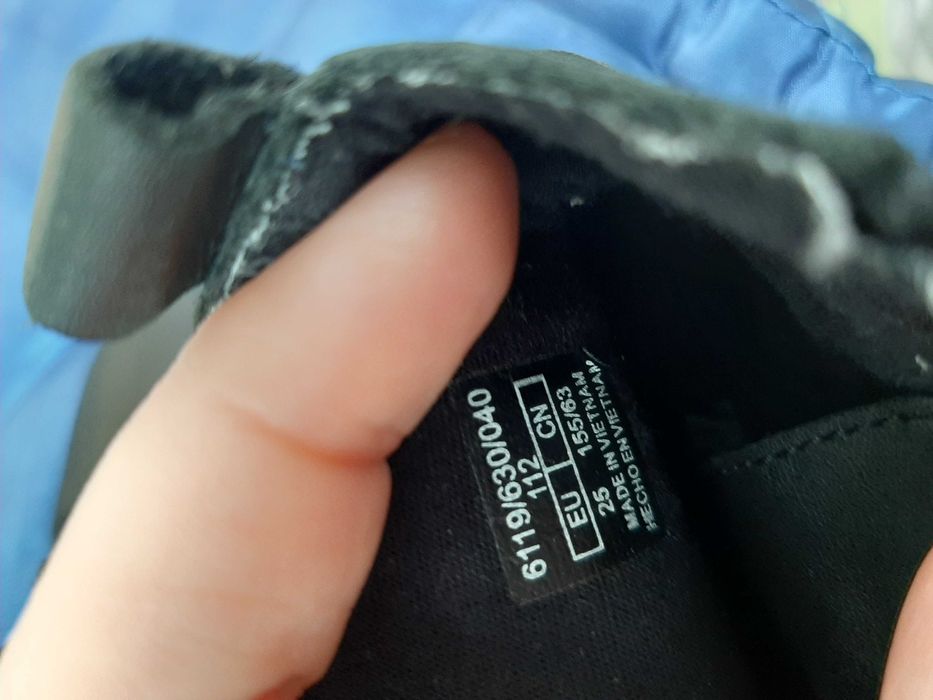 6119/630/040
112
EU CN
25 155/63
MADE IN VIETNAM
HECHO EN VIETNAM